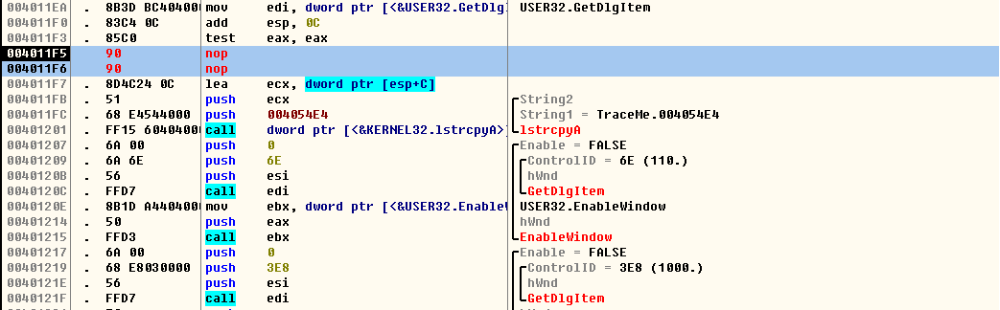 004011EA . 8B3D BC404000 mov edi, dword ptr [<&USER32.GetDlgI USER32.GetDlgItem
004011F0 . 83C4 0C add esp, 0C
004011F3 . 85C0 test eax, eax
004011F5 90 nop
004011F6 90 nop
004011F7 . 8D4C24 0C lea ecx, dword ptr [esp+C]
004011FB . 51 push ecx ┌String2
004011FC . 68 E4544000 push 004054E4 │String1 = TraceMe.004054E4
00401201 . FF15 60404000 call dword ptr [<&KERNEL32.lstrcpyA>] └lstrcpyA
00401207 . 6A 00 push 0 ┌Enable = FALSE
00401209 . 6A 6E push 6E │┌ControlID = 6E (110.)
0040120B . 56 push esi ││hWnd
0040120C . FFD7 call edi │└GetDlgItem
0040120E . 8B1D A4404000 mov ebx, dword ptr [<&USER32.EnableW USER32.EnableWindow
00401214 . 50 push eax │hWnd
00401215 . FFD3 call ebx └EnableWindow
00401217 . 6A 00 push 0 ┌Enable = FALSE
00401219 . 68 E8030000 push 3E8 │┌ControlID = 3E8 (1000.)
0040121E . 56 push esi ││hWnd
0040121F . FFD7 call edi │└GetDlgItem